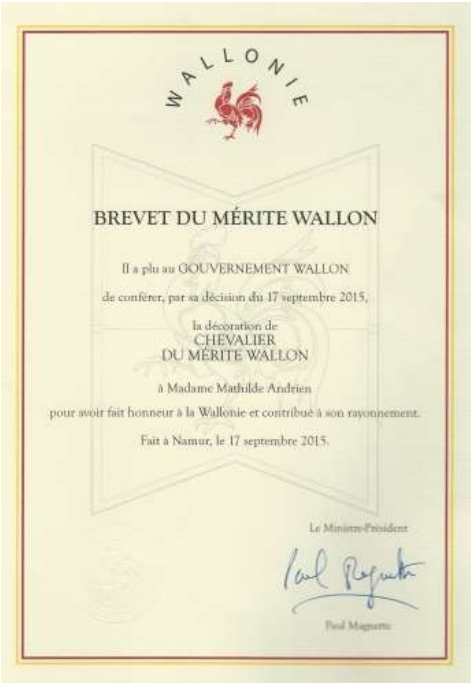 WALLONIE
BREVET DU MÉRITE WALLON
Il a plu au GOUVERNEMENT WALLON
de conférer, par sa décision du 17 septembre 2015,
la décoration de
CHEVALIER
DU MÉRITE WALLON
à Madame Mathilde Andrien
pour avoir fait honneur à la Wallonie et contribué à son rayonnement.
Fait à Namur, le 17 septembre 2015.
Le Ministre-Président
Paul Magnette
Paul Magnette